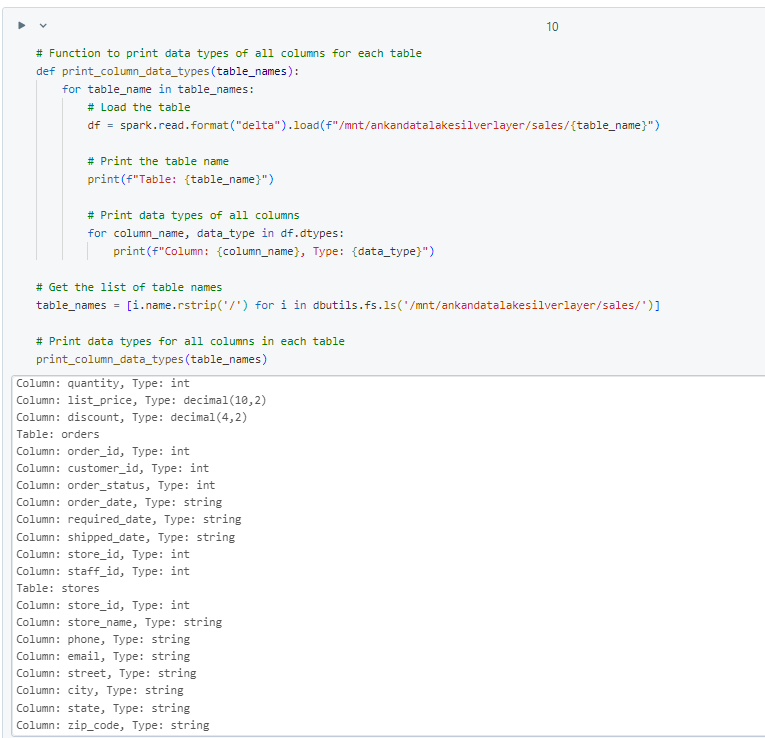 10
# Function to print data types of all columns for each table
def print_column_data_types(table_names):
for table_name in table_names:
# Load the table
df = spark.read.format("delta").load(f"/mnt/ankandatalakesilverlayer/sales/{table_name}")
# Print the table name
print(f"Table: {table_name}")
# Print data types of all columns
for column_name, data_type in df.dtypes:
print(f"Column: {column_name}, Type: {data_type}")
# Get the list of table names
table_names = [i.name.rstrip('/') for i in dbutils.fs.ls('/mnt/ankandatalakesilverlayer/sales/')]
# Print data types for all columns in each table
print_column_data_types(table_names)
Column: quantity, Type: int
Column: list_price, Type: decimal(10,2)
Column: discount, Type: decimal(4,2)
Table: orders
Column: order_id, Type: int
Column: customer_id, Type: int
Column: order_status, Type: int
Column: order_date, Type: string
Column: required_date, Type: string
Column: shipped_date, Type: string
Column: store_id, Type: int
Column: staff_id, Type: int
Table: stores
Column: store_id, Type: int
Column: store_name, Type: string
Column: phone, Type: string
Column: email, Type: string
Column: street, Type: string
Column: city, Type: string
Column: state, Type: string
Column: zip_code, Type: string